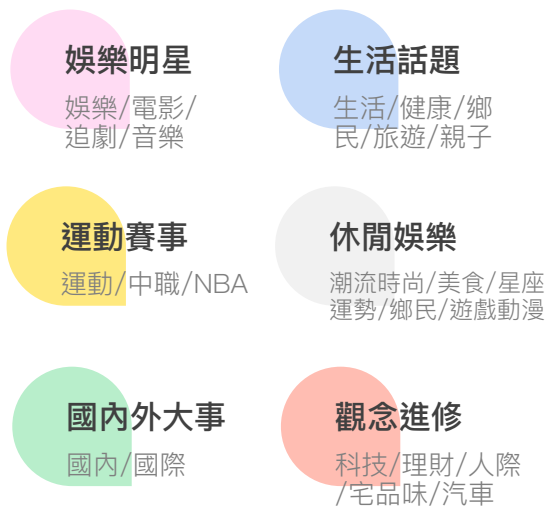 娛樂明星
娛樂/電影/
追劇/音樂
生活話題
生活/健康/鄉
民/旅遊/親子
運動賽事
運動/中職/NBA
休閒娛樂
潮流時尚/美食/星座
運勢/鄉民/遊戲動漫
國內外大事
國內/國際
觀念進修
科技/理財/人際
/宅品味/汽車